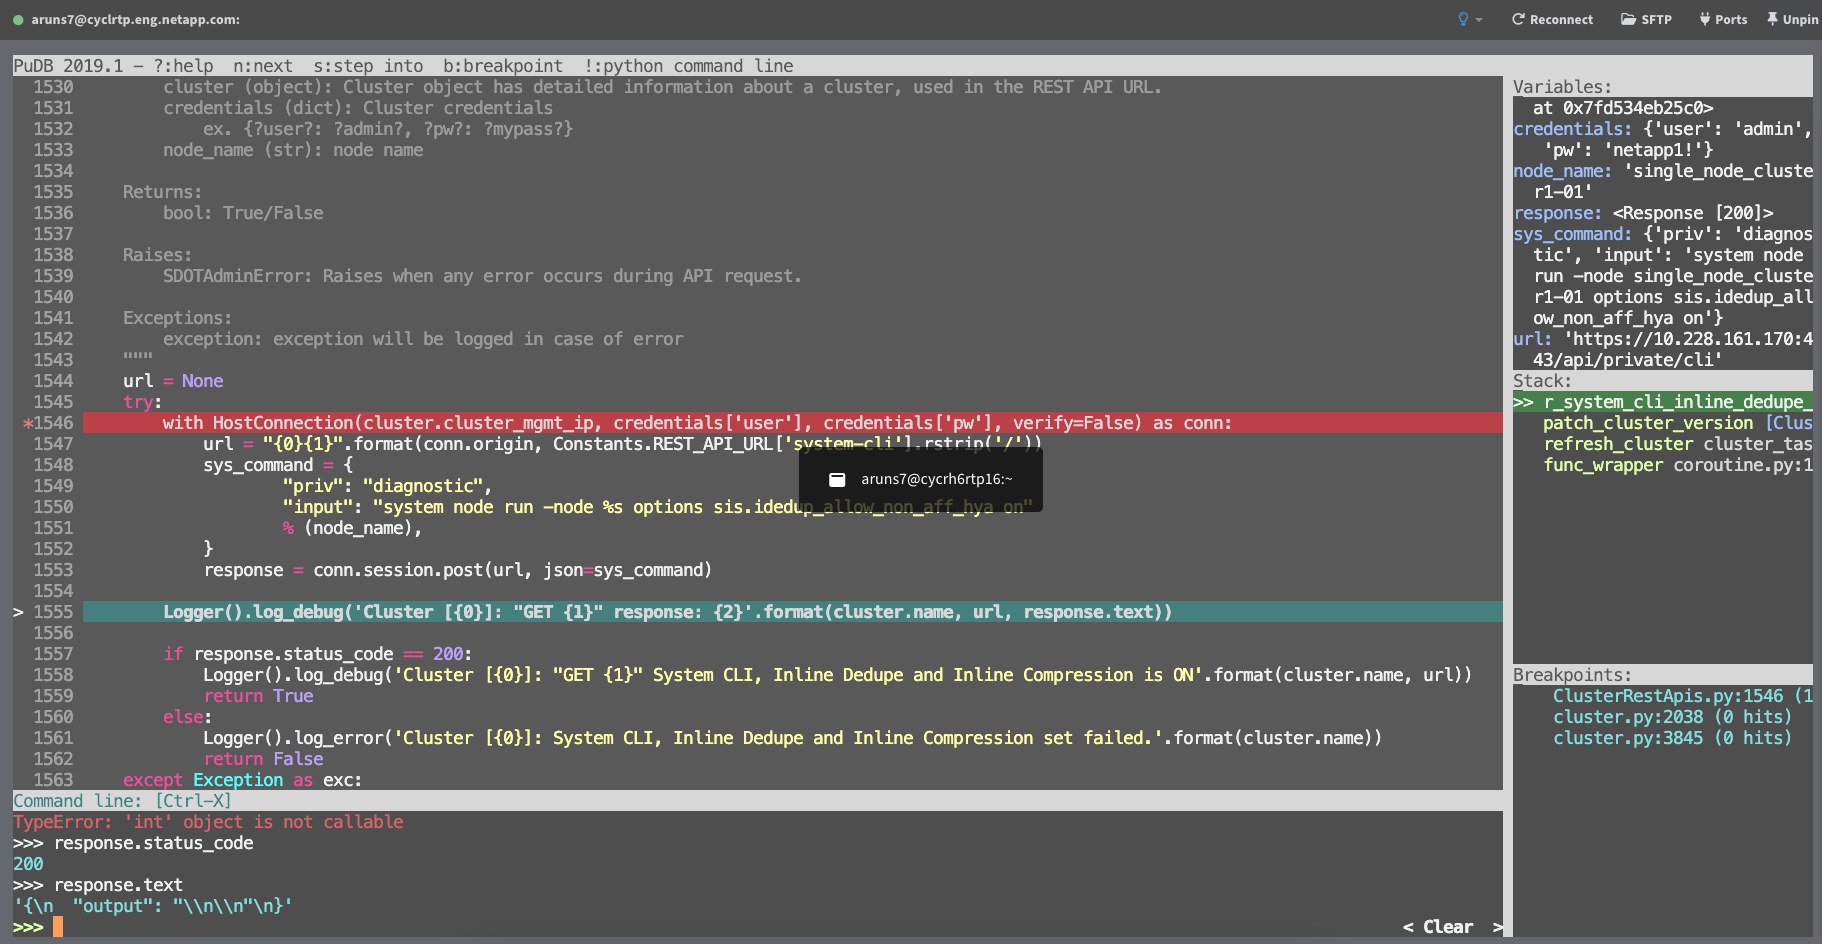 aruns7@cyclrtp.eng.netapp.com:
Reconnect SFTP Ports Unpin
PuDB 2019.1 - ?:help  n:next  s:step into  b:breakpoint  !:python command line
1530         cluster (object): Cluster object has detailed information about a cluster, used in the REST API URL.
1531         credentials (dict): Cluster credentials
1532             ex. {?user?: ?admin?, ?pw?: ?mypass?}
1533         node_name (str): node name
1534
1535     Returns:
1536         bool: True/False
1537
1538     Raises:
1539         SDOTAdminError: Raises when any error occurs during API request.
1540
1541     Exceptions:
1542         exception: exception will be logged in case of error
1543     """
1544     url = None
1545     try:
*1546         with HostConnection(cluster.cluster_mgmt_ip, credentials['user'], credentials['pw'], verify=False) as conn:
1547             url = "{0}{1}".format(conn.origin, Constants.REST_API_URL['system-cli'].rstrip('/'))
1548             sys_command = {
1549                     "priv": "diagnostic",
1550                     "input": "system node run -node %s options sis.idedup_allow_non_aff_hya on"
1551                     % (node_name),
1552             }
1553             response = conn.session.post(url, json=sys_command)
1554
> 1555         Logger().log_debug('Cluster [{0}]: "GET {1}" response: {2}'.format(cluster.name, url, response.text))
1556
1557         if response.status_code == 200:
1558             Logger().log_debug('Cluster [{0}]: "GET {1}" System CLI, Inline Dedupe and Inline Compression is ON'.format(cluster.name, url))
1559             return True
1560         else:
1561             Logger().log_error('Cluster [{0}]: System CLI, Inline Dedupe and Inline Compression set failed.'.format(cluster.name))
1562             return False
1563     except Exception as exc:
aruns7@cycrh6rtp16:~
Command line: [Ctrl-X]
TypeError: 'int' object is not callable
>>> response.status_code
200
>>> response.text
'{\n  "output": "\\n\\n"\n}'
>>>
< Clear  >
Variables:
at 0x7fd534eb25c0>
credentials: {'user': 'admin',
'pw': 'netapp1!'}
node_name: 'single_node_cluste
r1-01'
response: <Response [200]>
sys_command: {'priv': 'diagnos
tic', 'input': 'system node
run -node single_node_cluste
r1-01 options sis.idedup_all
ow_non_aff_hya on'}
url: 'https://10.228.161.170:4
43/api/private/cli'
Stack:
>> r_system_cli_inline_dedupe_
patch_cluster_version [Clus
refresh_cluster cluster_tas
func_wrapper coroutine.py:1
Breakpoints:
ClusterRestApis.py:1546 (1
cluster.py:2038 (0 hits)
cluster.py:3845 (0 hits)